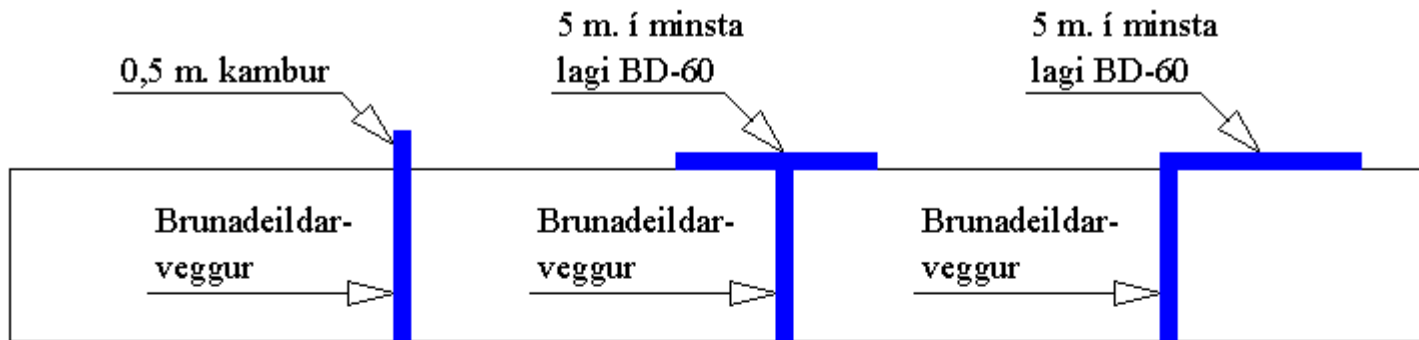 0,5 m. kambur
5 m. í minsta
lagi BD-60
5 m. í minsta
lagi BD-60
Brunadeildar-
veggur
Brunadeildar-
veggur
Brunadeildar-
veggur